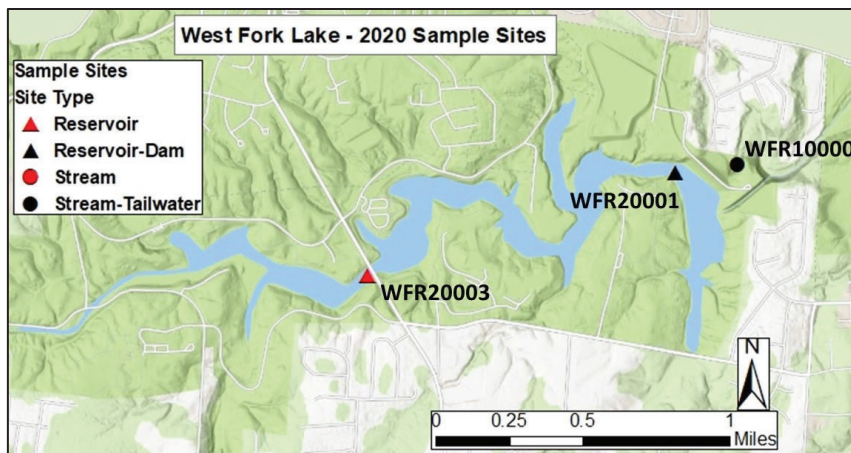 West Fork Lake - 2020 Sample Sites
Sample Sites
Site Type
Reservoir
Reservoir-Dam
Stream
Stream-Tailwater
WFR10000
WFR20001
WFR20003
N
0 0.25 0.5 1
Miles